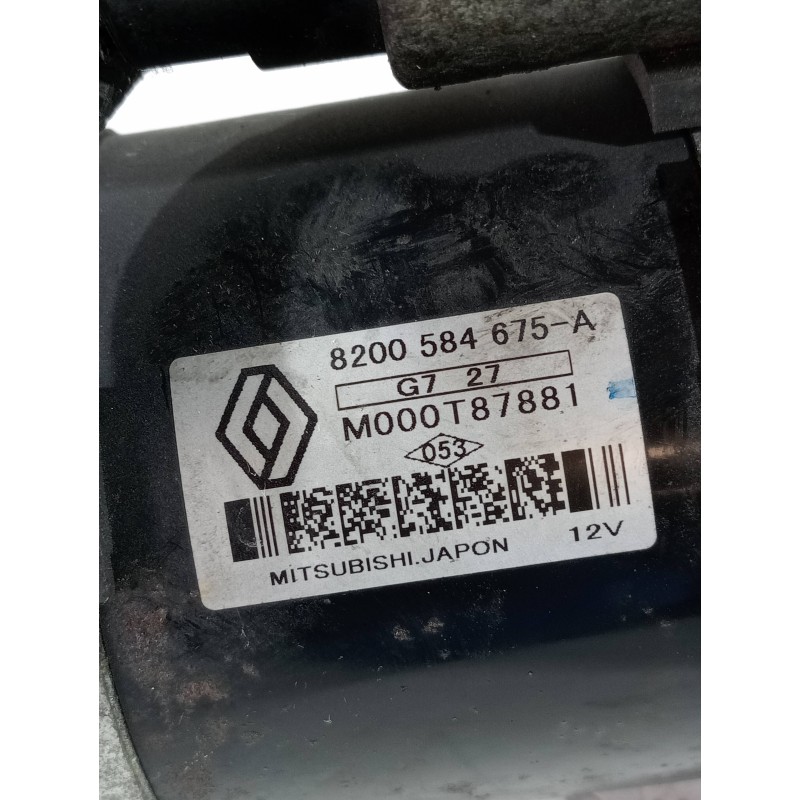 8200 584 675-A
G7 27
M000T87881
053
MITSUBISHI.JAPON 12V